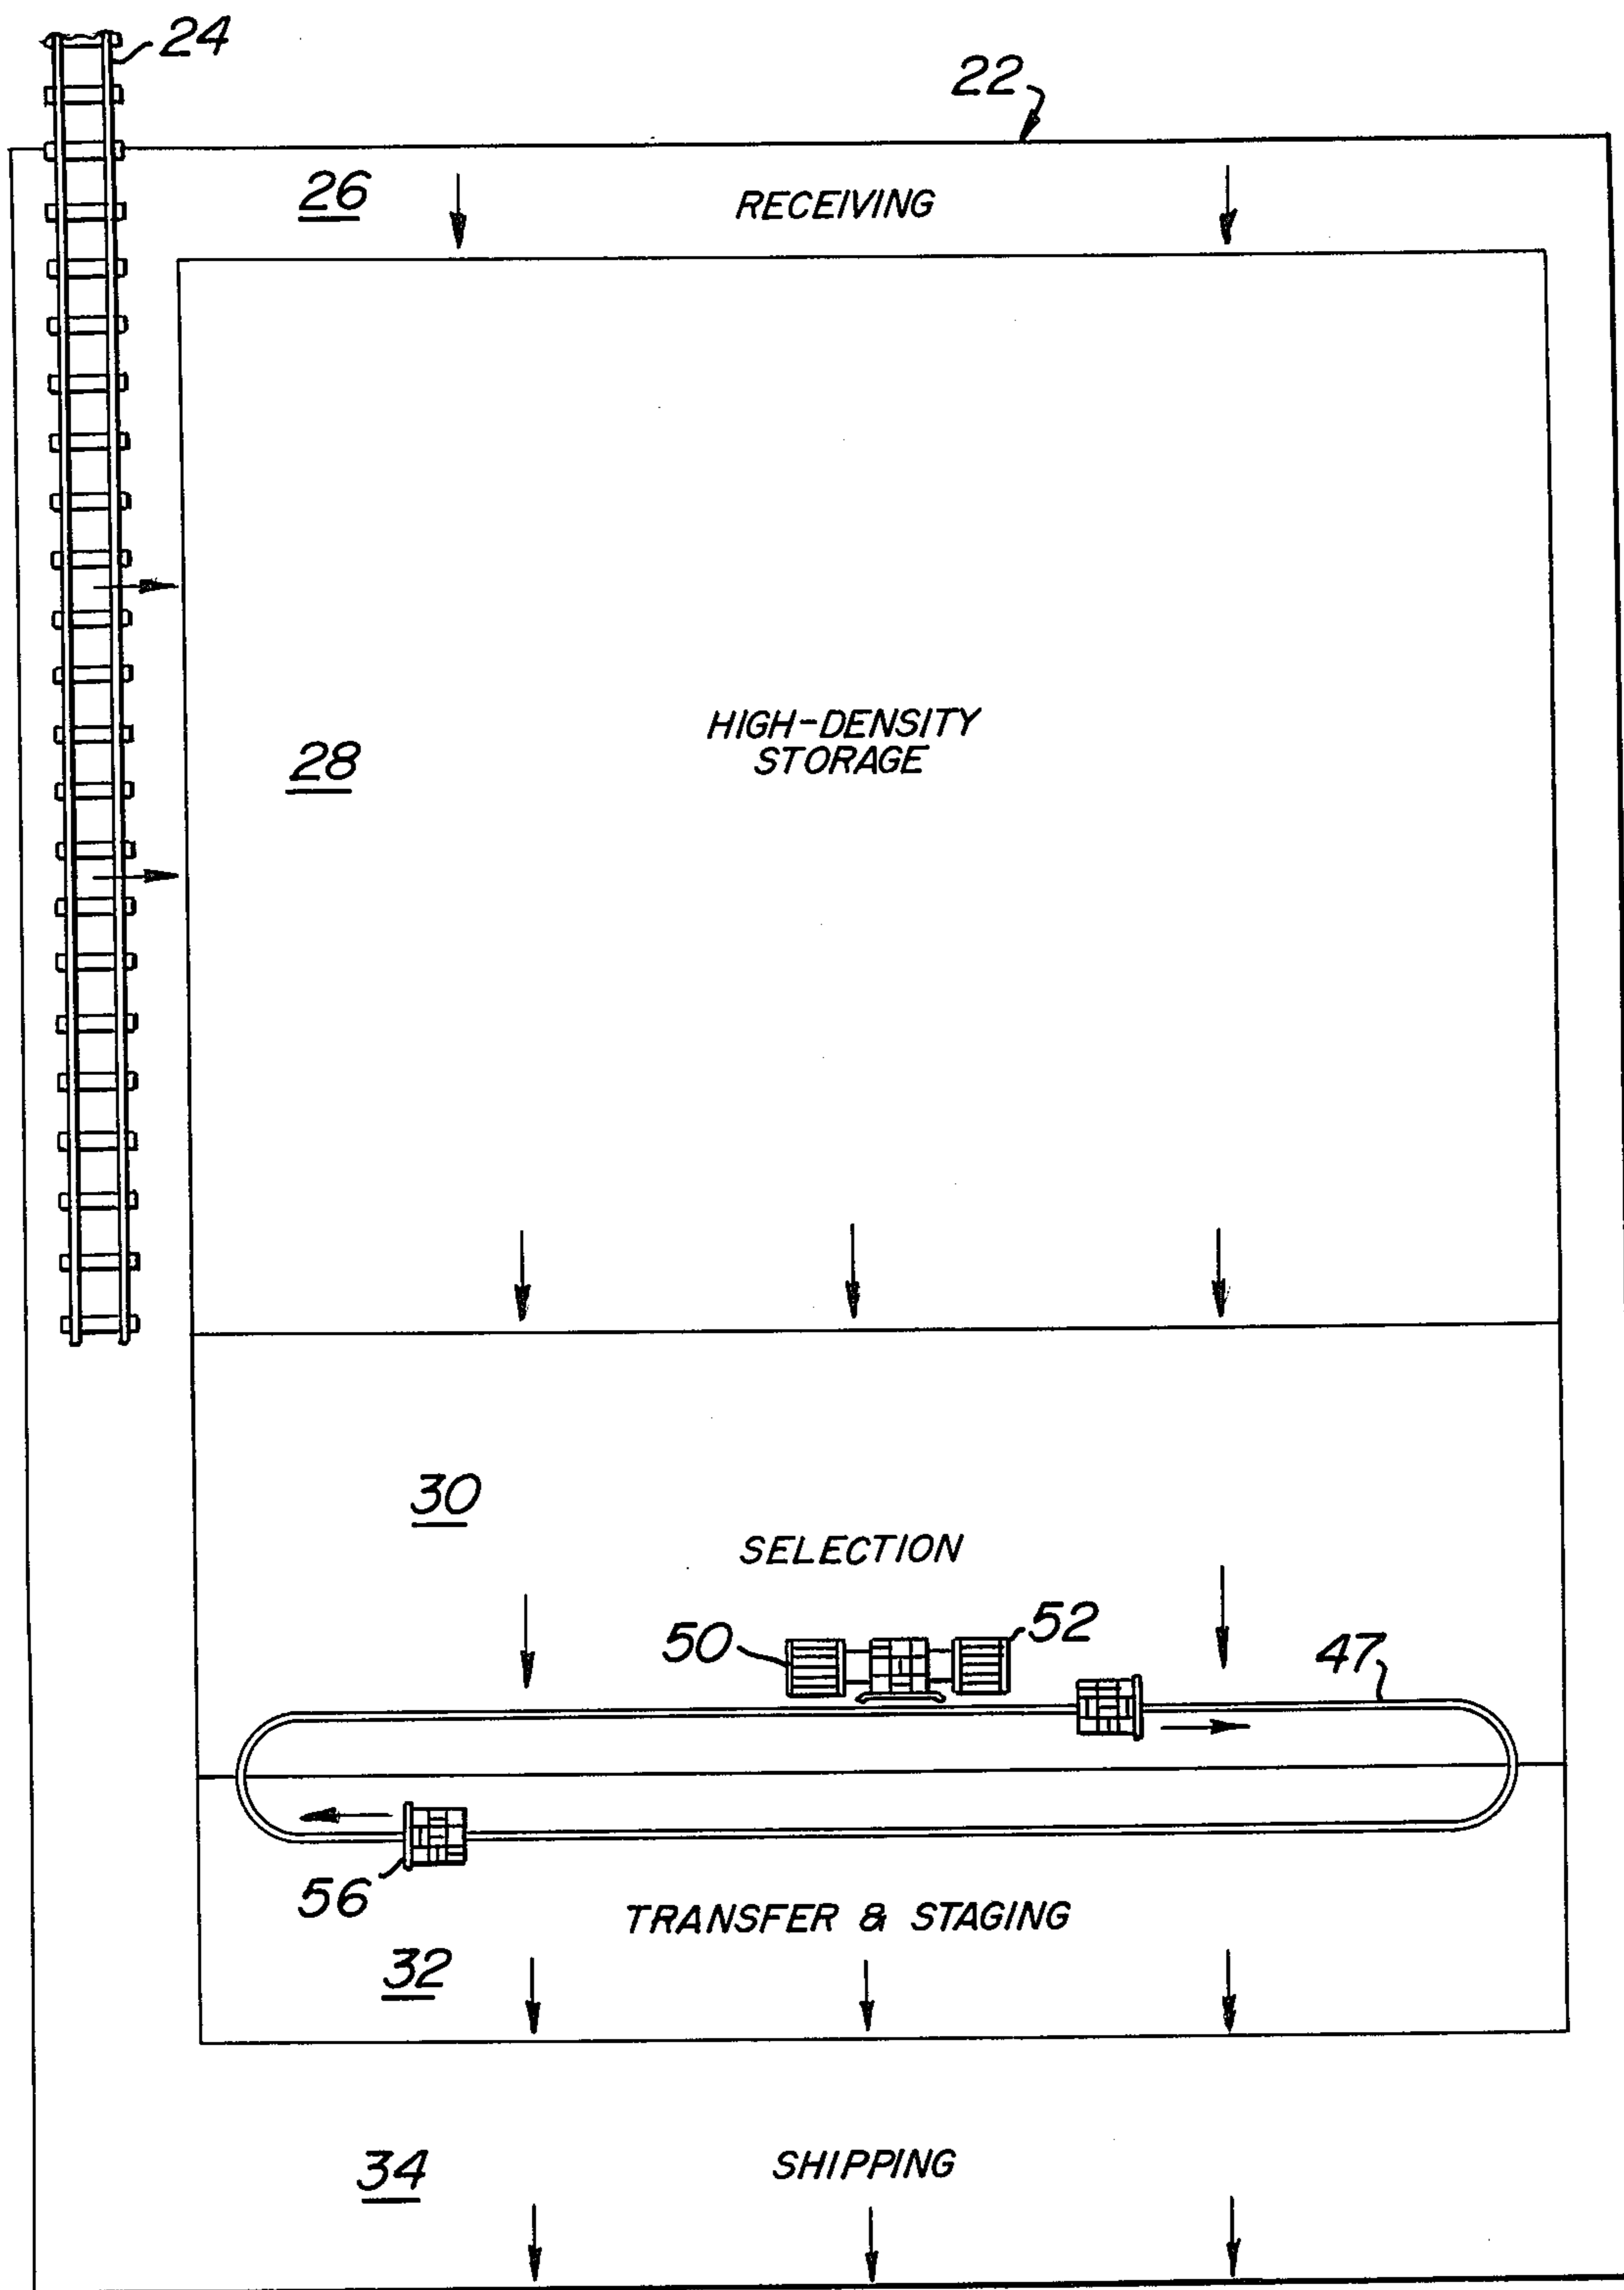 24
22
26
RECEIVING
28
HIGH-DENSITY
STORAGE
30
SELECTION
50
52
47
56
TRANSFER & STAGING
32
34
SHIPPING